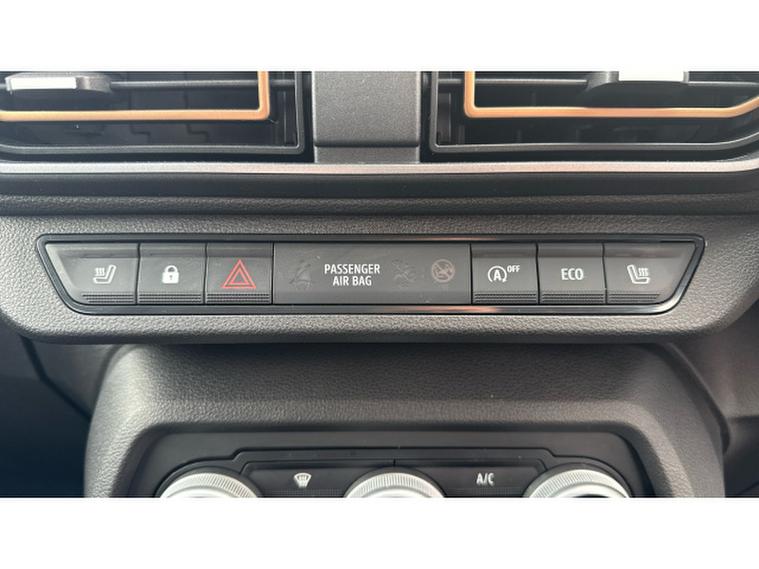 PASSENGER
AIR BAG
A OFF
ECO
A/C